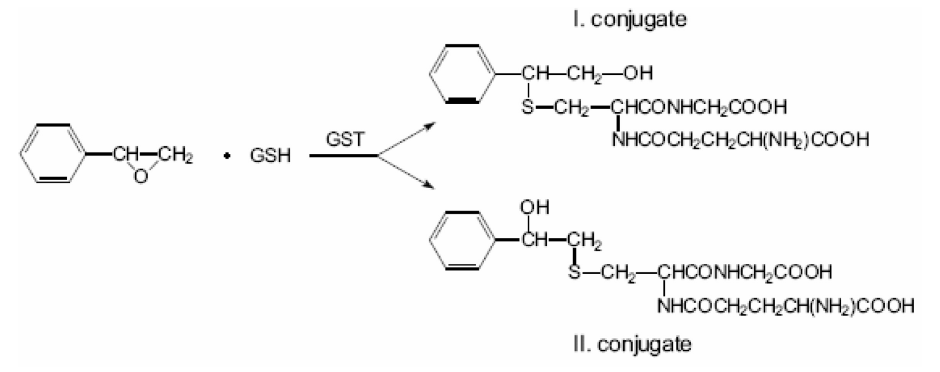 I. conjugate
CH—CH₂—OH
S—CH₂—CHCONHCH₂COOH
NHCOCH₂CH₂CH(NH₂)COOH
CH—CH₂ • GSH GST
O
OH
CH—CH₂
S—CH₂—CHCONHCH₂COOH
NHCOCH₂CH₂CH(NH₂)COOH
II. conjugate